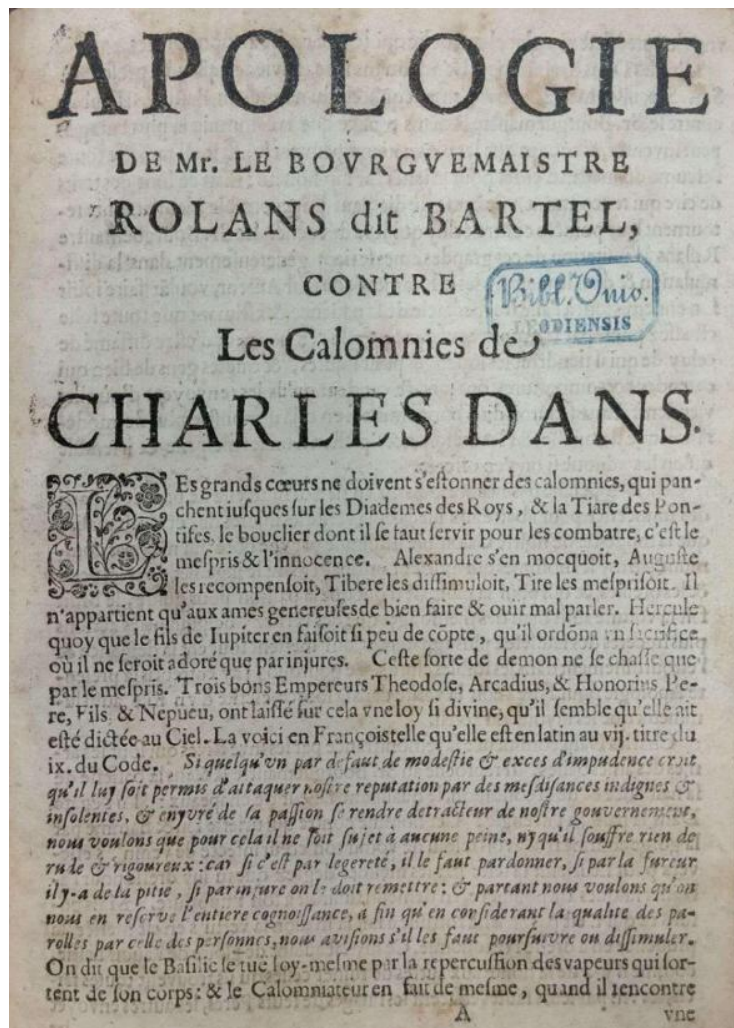 APOLOGIE
DE Mr. LE BOVRGVEMAISTRE
ROLANS dit BARTEL,
CONTRE
Bibl. Univ.
LEODIENSIS
Les Calomnies de
CHARLES DANS.
LEs grands cœurs ne doivent s'eſtonner des calomnies, qui pan-
chent iuſques ſur les Diademes des Roys, & la Tiare des Pon-
tifes, le bouclier dont il ſe faut ſervir pour les combatre, c'eſt le
meſpris & l'innocence. Alexandre s'en mocquoit, Auguſte
les recompenſoit, Tibere les diſſimuloit, Tite les meſpriſoit. Il
n'appartient qu'aux ames genereuſes de bien faire & ouir mal parler. Hercule
quoy que le fils de Iupiter en faiſoit ſi peu de cõpte, qu'il ordõna vn ſacrifice
où il ne ſeroit adoré que par injures. Ceſte ſorte de demon ne ſe chaſſe que
par le meſpris. Trois bons Empereurs Theodoſe, Arcadius, & Honorius Pe-
re, Fils & Nepueu, ont laiſſé ſur cela vne loy ſi divine, qu'il ſemble qu'elle ait
eſté dictée au Ciel. La voici en François telle qu'elle eſt en latin au vij. titre du
ix. du Code. Si quelqu'vn par defaut de modeſtie & exces d'impudence croit
qu'il luy ſoit permis d'attaquer noſtre reputation par des meſdiſances indignes &
inſolentes, & enyvré de ſa paſſion ſe rendre detracteur de noſtre gouvernement,
nous voulons que pour cela il ne ſoit ſujet à aucune peine, ny qu'il ſouffre rien de
rude & rigoureux: car ſi c'eſt par legereté, il le faut pardonner, ſi par la fureur
il y-a de la pitié, ſi par injure on le doit remettre: & partant nous voulons qu'on
nous en reſerve l'entiere cognoiſſance, a fin qu'en conſiderant la qualite des pa-
rolles par celle des perſonnes, nous aviſions s'il les faut pourſuivre ou diſſimuler.
On dit que le Baſilic ſe tuë ſoy-meſme par la repercuſſion des vapeurs qui ſor-
tent de ſon corps: & le Calomniateur en fait de meſme, quand il rencontre
A vne